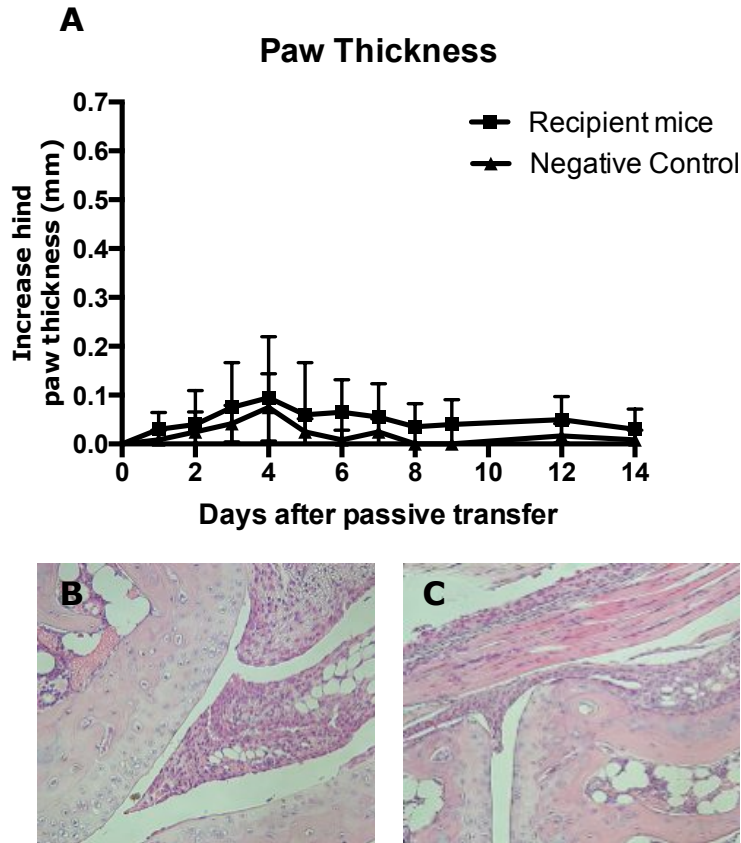 A
Paw Thickness
Increase hind
paw thickness (mm)
0.7
0.6
0.5
0.4
0.3
0.2
0.1
0.0
Recipient mice
Negative Control
0 2 4 6 8 10 12 14
Days after passive transfer
B
C